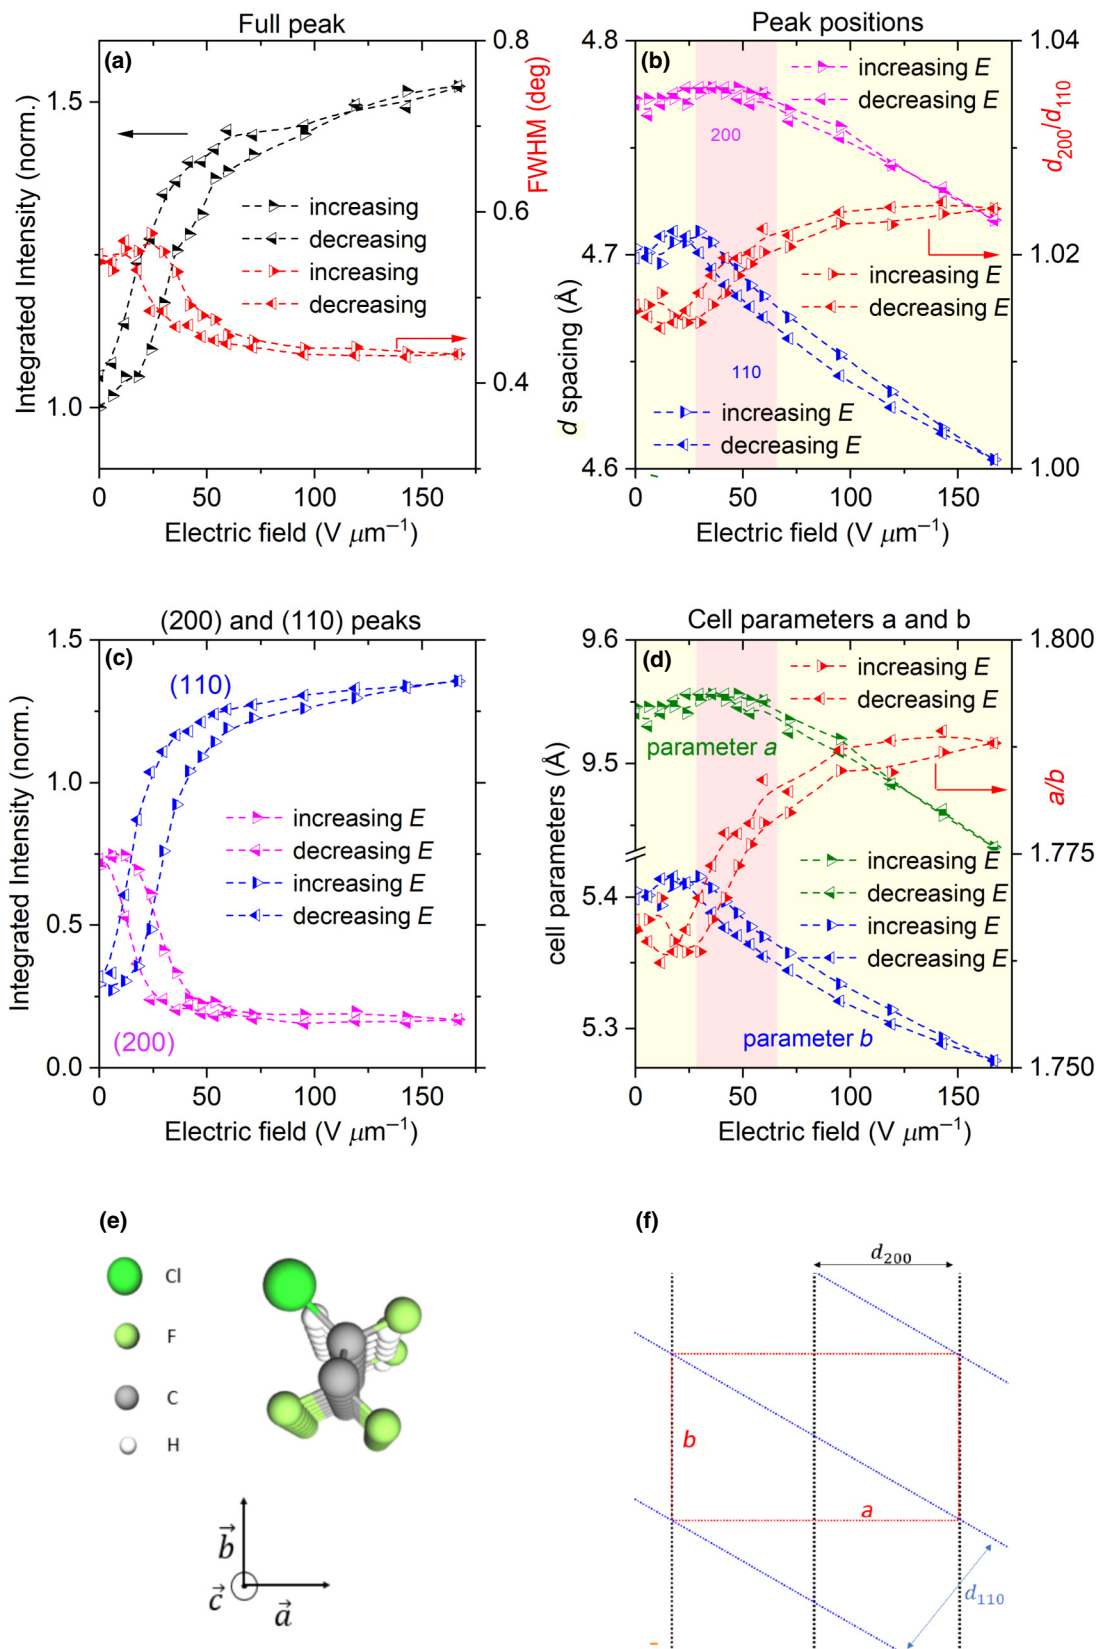 Full peak
(a)
1.5
1.0
Integrated Intensity (norm.)
0.8
0.6
0.4
FWHM (deg)
increasing
decreasing
increasing
decreasing
0 50 100 150
Electric field (V μm⁻¹)
Peak positions
(b)
4.8
4.7
4.6
d spacing (Å)
1.04
1.02
1.00
d₂₀₀/d₁₁₀
increasing E
decreasing E
200
increasing E
decreasing E
110
increasing E
decreasing E
0 50 100 150
Electric field (V μm⁻¹)
(200) and (110) peaks
(c)
1.5
1.0
0.5
0.0
Integrated Intensity (norm.)
(110)
increasing E
decreasing E
increasing E
decreasing E
(200)
0 50 100 150
Electric field (V μm⁻¹)
Cell parameters a and b
(d)
9.6
9.5
5.4
5.3
cell parameters (Å)
1.800
1.775
1.750
a/b
increasing E
decreasing E
parameter a
increasing E
decreasing E
increasing E
decreasing E
parameter b
0 50 100 150
Electric field (V μm⁻¹)
(e)
Cl
F
C
H
b⃗
c⃗
a⃗
(f)
d₂₀₀
b
a
d₁₁₀